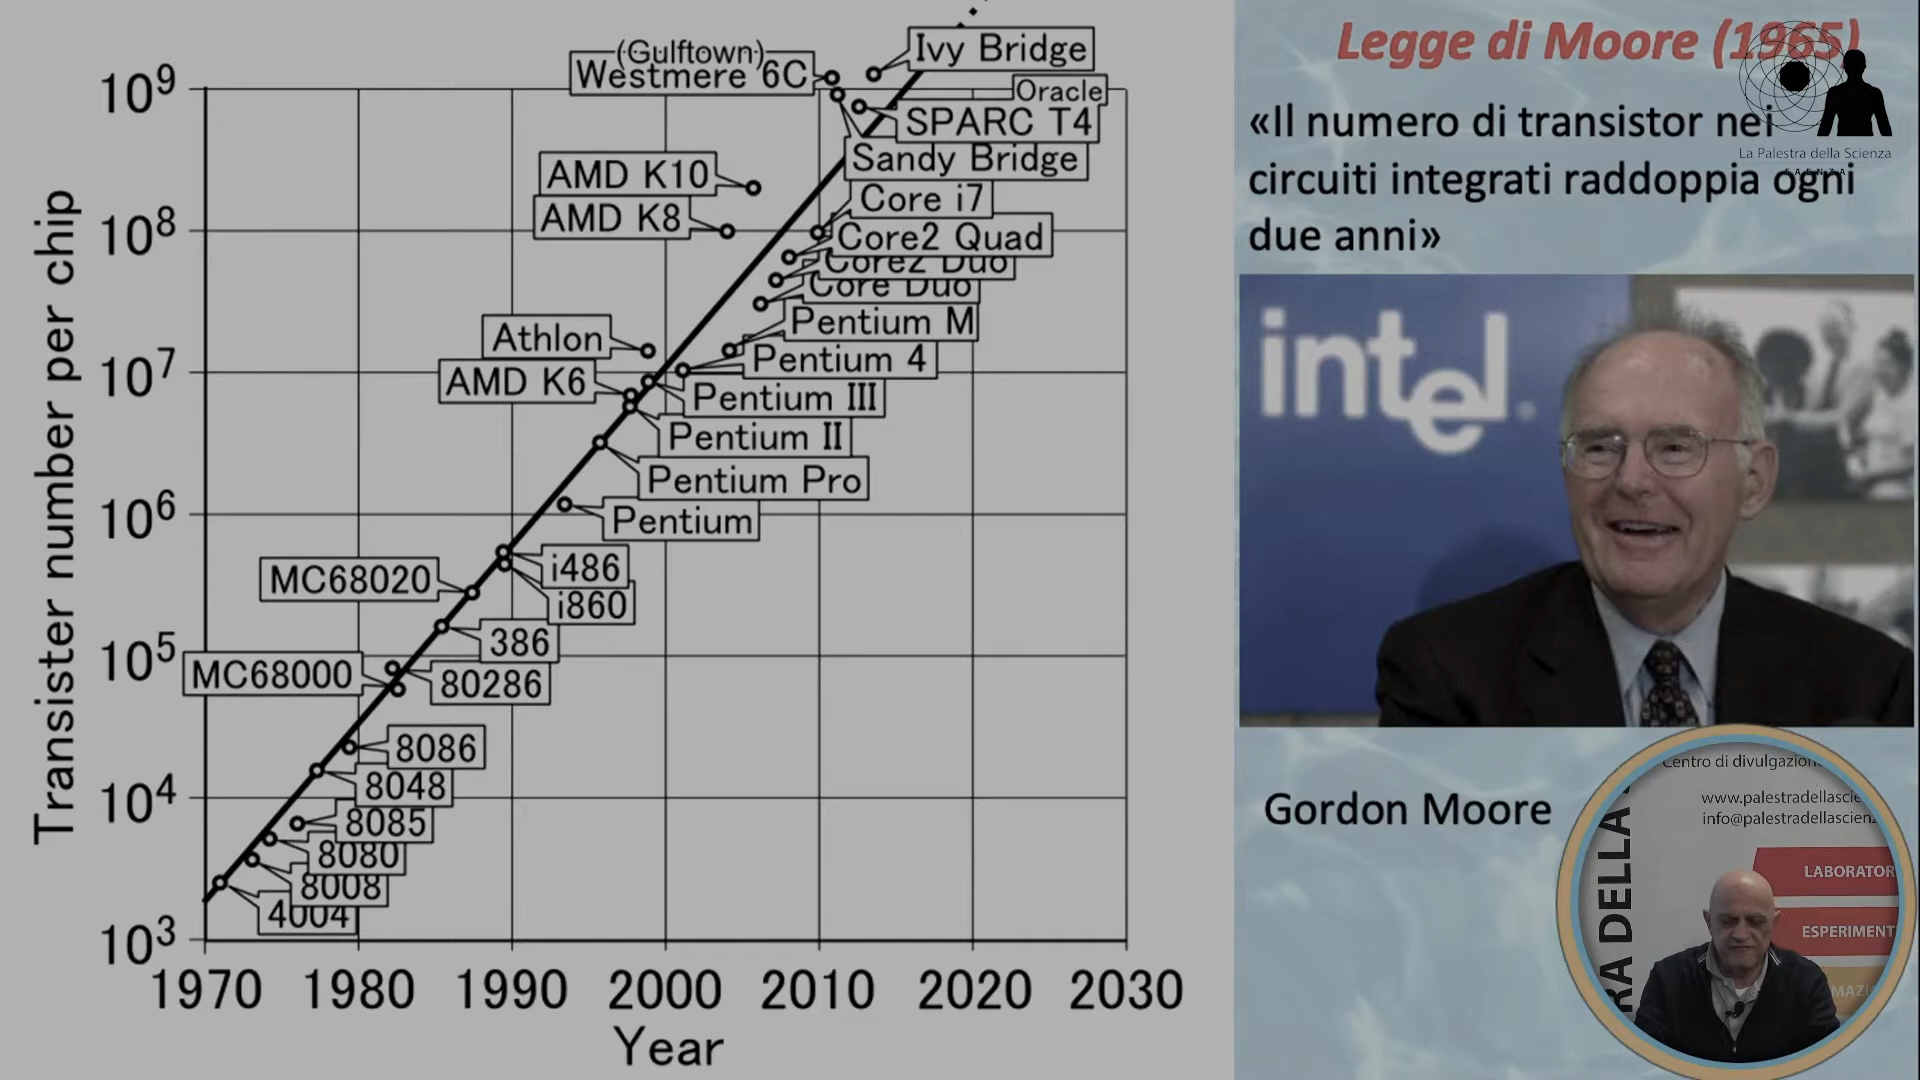 Transister number per chip
10⁹
10⁸
10⁷
10⁶
10⁵
10⁴
10³
1970 1980 1990 2000 2010 2020 2030
Year
(Gulftown)
Westmere 6C
Ivy Bridge
Oracle
SPARC T4
Sandy Bridge
AMD K10
Core i7
AMD K8
Core2 Quad
Core2 Duo
Core Duo
Pentium M
Athlon
Pentium 4
AMD K6
Pentium III
Pentium II
Pentium Pro
Pentium
i486
MC68020
i860
386
MC68000
80286
8086
8048
8085
8080
8008
4004
Legge di Moore (1965)
«Il numero di transistor nei
circuiti integrati raddoppia ogni
due anni»
La Palestra della Scienza
FAENZA
intel
Gordon Moore
Centro di divulgazion
www.palestradellascie
info@palestradellascienz
RA DELLA
LABORATOR
ESPERIMENT
MAZI